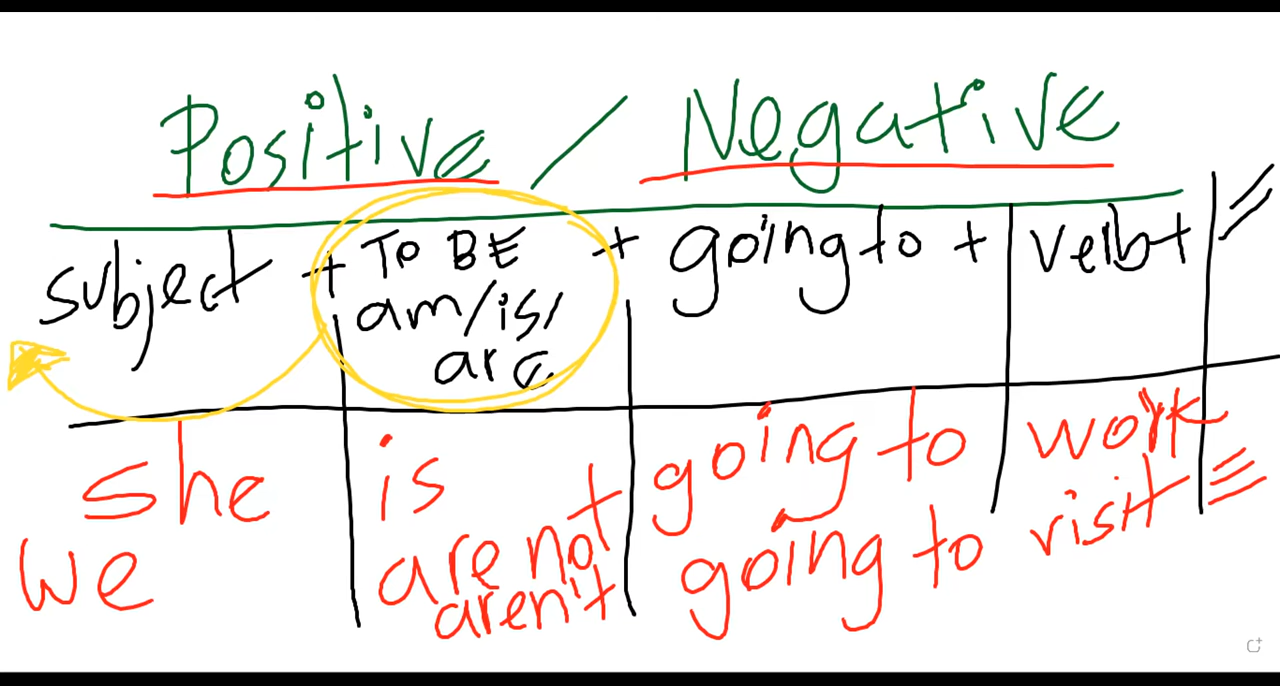 Positive / Negative
subject + TO BE + going to + verb +
am/is/
are
she is going to work
we are not going to visit
aren't